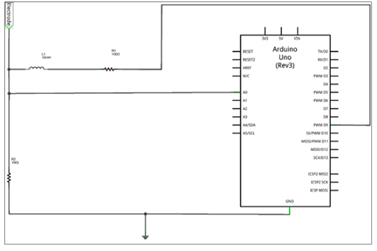 Electrode
3V3 5V VIN
L1
R1
Arduino
Uno
(Rev3)
RESET
RESET2
AREF
N/C
A0
A1
A2
A3
A4/SDA
A5/SCL
TX/D0
RX/D1
D2
PWM D3
D4
PWM D5
PWM D6
D7
D8
PWM D9
SS/PWM D10
MOSI/PWM D11
MISO/D12
SCK/D13
ICSP2 MISO
ICSP2 SCK
ICSP MOSI
GND
R2
1MΩ